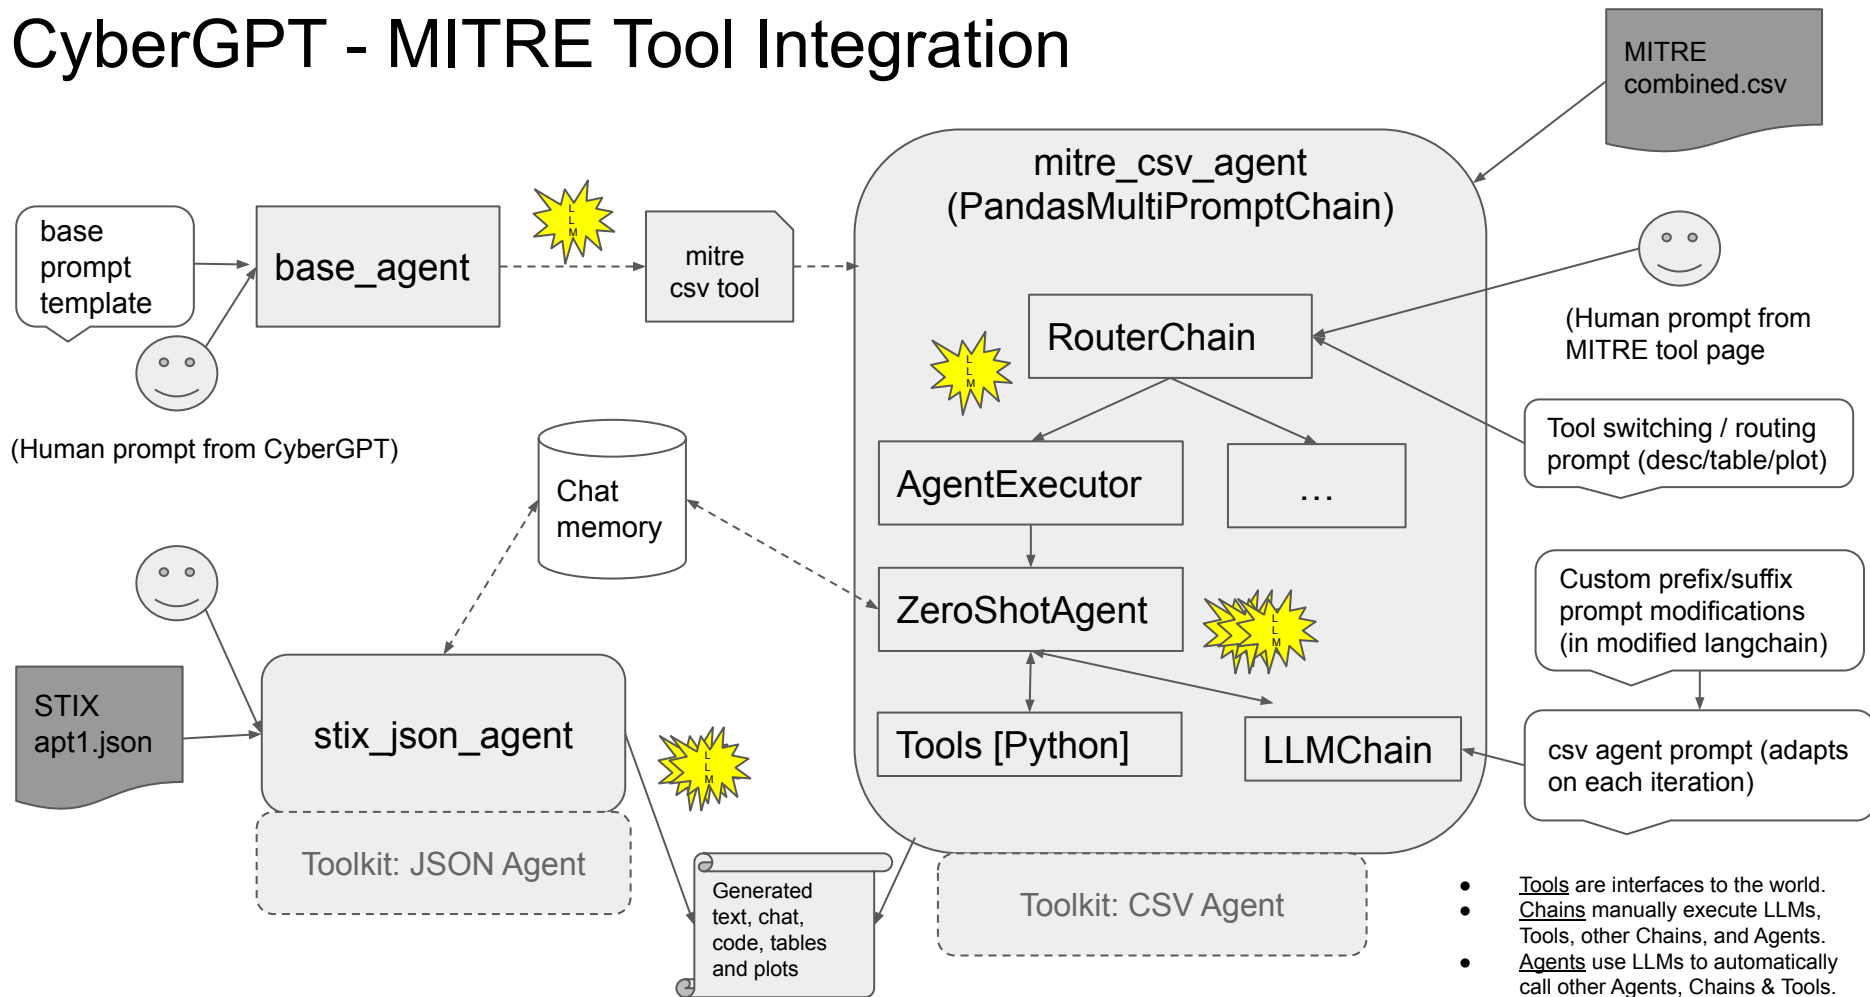 CyberGPT - MITRE Tool Integration
MITRE
combined.csv
mitre_csv_agent
(PandasMultiPromptChain)
base
prompt
template
base_agent
L
L
M
mitre
csv tool
(Human prompt from CyberGPT)
RouterChain
L
L
M
(Human prompt from
MITRE tool page
Tool switching / routing
prompt (desc/table/plot)
AgentExecutor
…
Chat
memory
ZeroShotAgent
L
L
M
Custom prefix/suffix
prompt modifications
(in modified langchain)
STIX
apt1.json
stix_json_agent
L
L
M
Tools [Python]
LLMChain
csv agent prompt (adapts
on each iteration)
Toolkit: JSON Agent
Generated
text, chat,
code, tables
and plots
Toolkit: CSV Agent
● Tools are interfaces to the world.
● Chains manually execute LLMs,
Tools, other Chains, and Agents.
● Agents use LLMs to automatically
call other Agents, Chains & Tools.